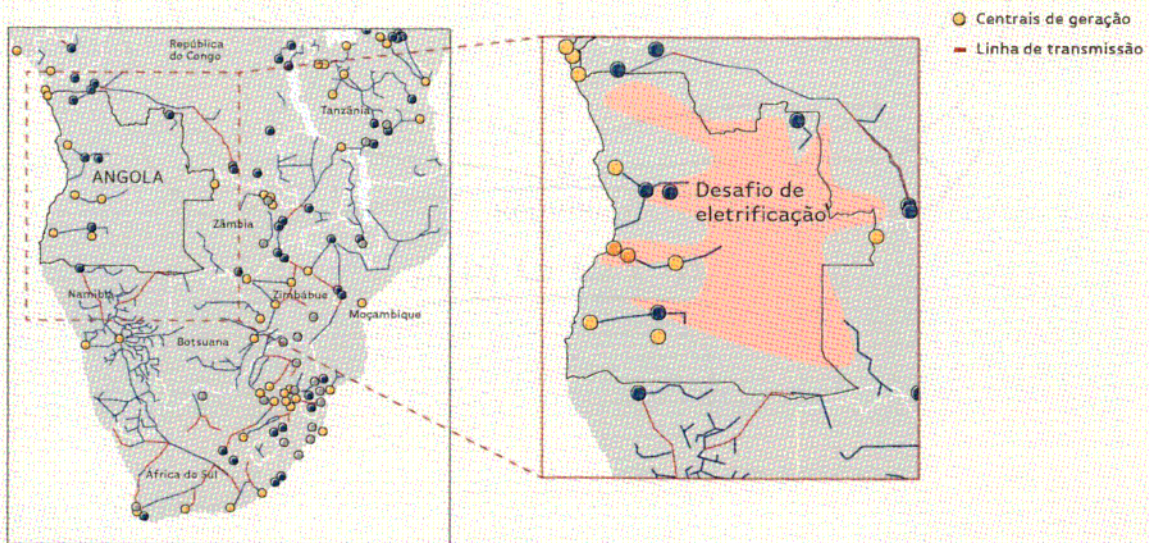 Centrais de geração
Linha de transmissão
República
do Congo
Tanzânia
ANGOLA
Zâmbia
Namíbia
Zimbábue
Moçambique
Botsuana
África do Sul
Desafio de
eletrificação